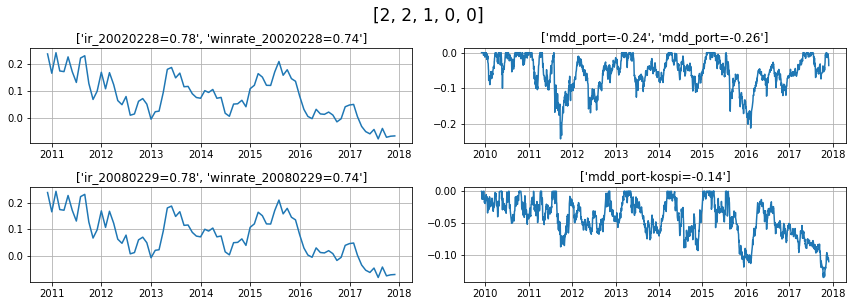 [2, 2, 1, 0, 0]
['ir_20020228=0.78', 'winrate_20020228=0.74']
0.2
0.1
0.0
2011 2012 2013 2014 2015 2016 2017 2018
['mdd_port=-0.24', 'mdd_port=-0.26']
0.0
−0.1
−0.2
2010 2011 2012 2013 2014 2015 2016 2017 2018
['ir_20080229=0.78', 'winrate_20080229=0.74']
0.2
0.1
0.0
2011 2012 2013 2014 2015 2016 2017 2018
['mdd_port-kospi=-0.14']
0.00
−0.05
−0.10
2010 2011 2012 2013 2014 2015 2016 2017 2018